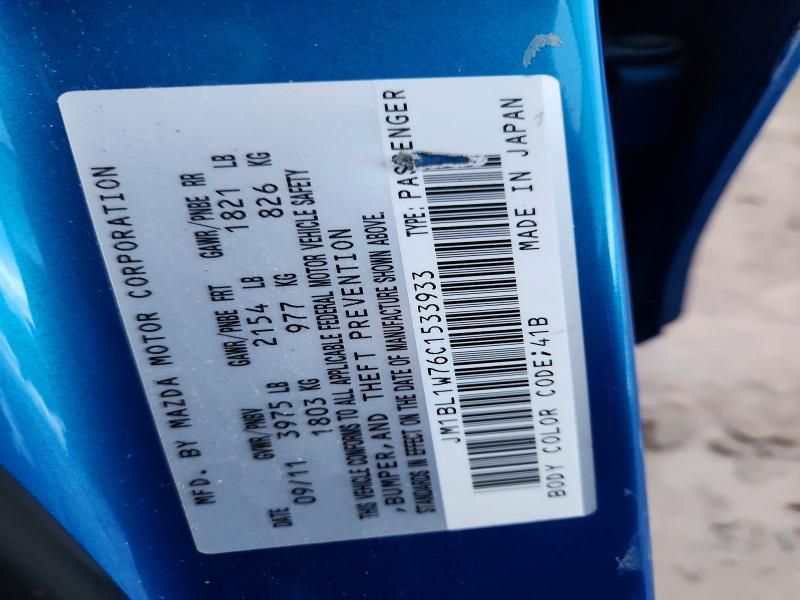 MFD. BY MAZDA MOTOR CORPORATION
DATE GVWR/PNBV GAWR/PNBE FRT GAWR/PNBE RR
09/11 3975 LB 2154 LB 1821 LB
1803 KG 977 KG 826 KG
THIS VEHICLE CONFORMS TO ALL APPLICABLE FEDERAL MOTOR VEHICLE SAFETY
,BUMPER,AND THEFT PREVENTION
STANDARDS IN EFFECT ON THE DATE OF MANUFACTURE SHOWN ABOVE.
JM1BL1W76C1533933 TYPE: PASSENGER
BODY COLOR CODE;41B MADE IN JAPAN